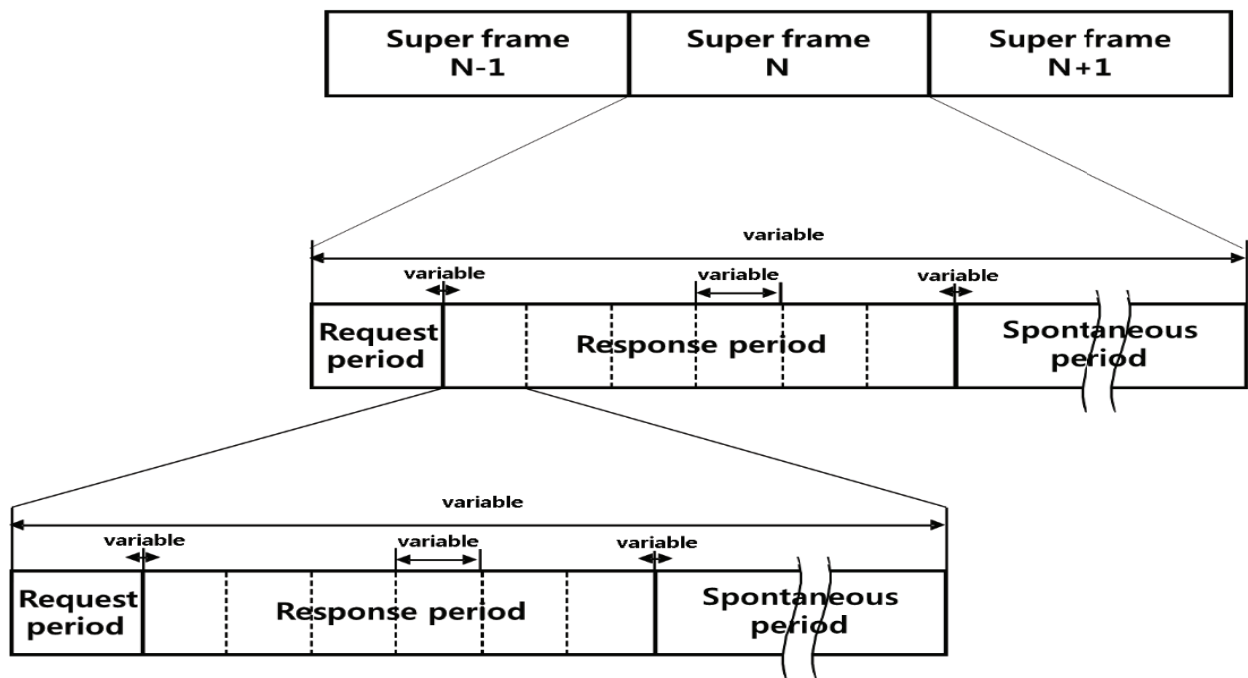 Super frame
N-1
Super frame
N
Super frame
N+1
variable
variable
variable
variable
Request
period
Response period
Spontaneous
period
variable
variable
variable
variable
Request
period
Response period
Spontaneous
period